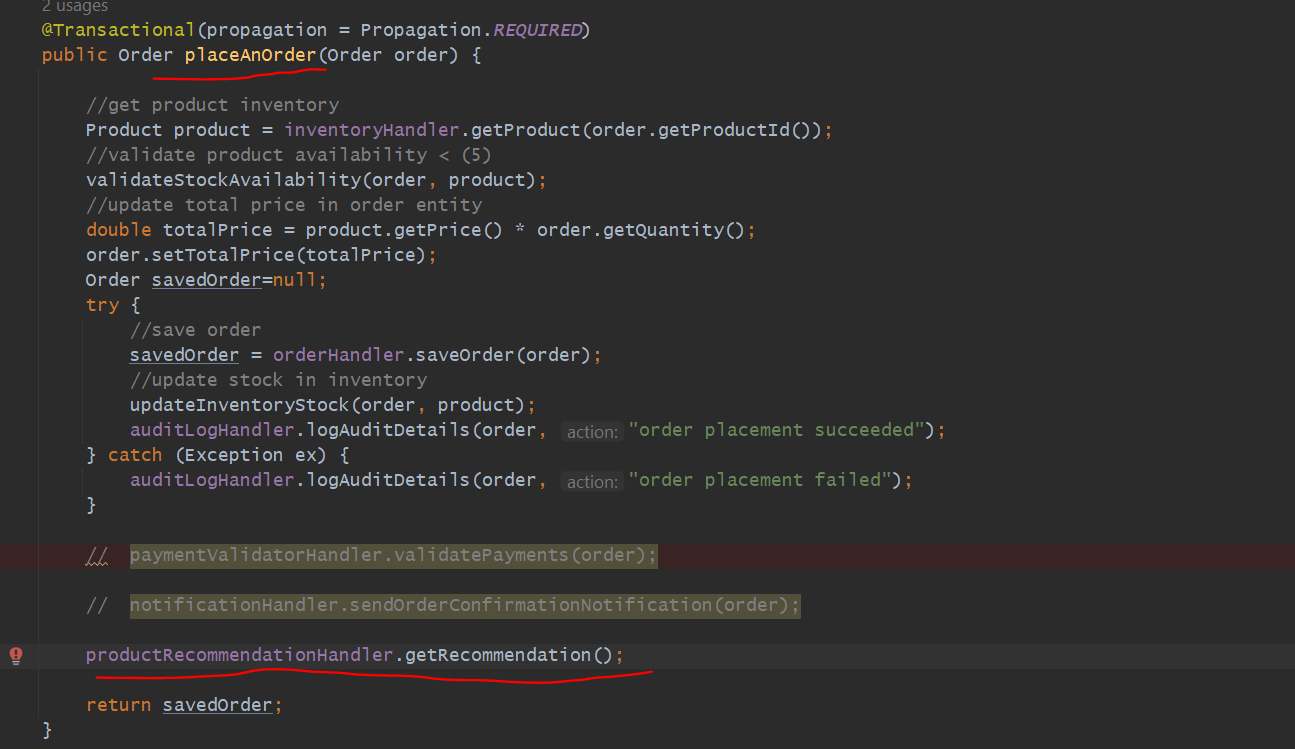 2 usages
@Transactional(propagation = Propagation.REQUIRED)
public Order placeAnOrder(Order order) {
//get product inventory
Product product = inventoryHandler.getProduct(order.getProductId());
//validate product availability < (5)
validateStockAvailability(order, product);
//update total price in order entity
double totalPrice = product.getPrice() * order.getQuantity();
order.setTotalPrice(totalPrice);
Order savedOrder=null;
try {
//save order
savedOrder = orderHandler.saveOrder(order);
//update stock in inventory
updateInventoryStock(order, product);
auditLogHandler.logAuditDetails(order, action: "order placement succeeded");
} catch (Exception ex) {
auditLogHandler.logAuditDetails(order, action: "order placement failed");
}
// paymentValidatorHandler.validatePayments(order);
// notificationHandler.sendOrderConfirmationNotification(order);
productRecommendationHandler.getRecommendation();
return savedOrder;
}